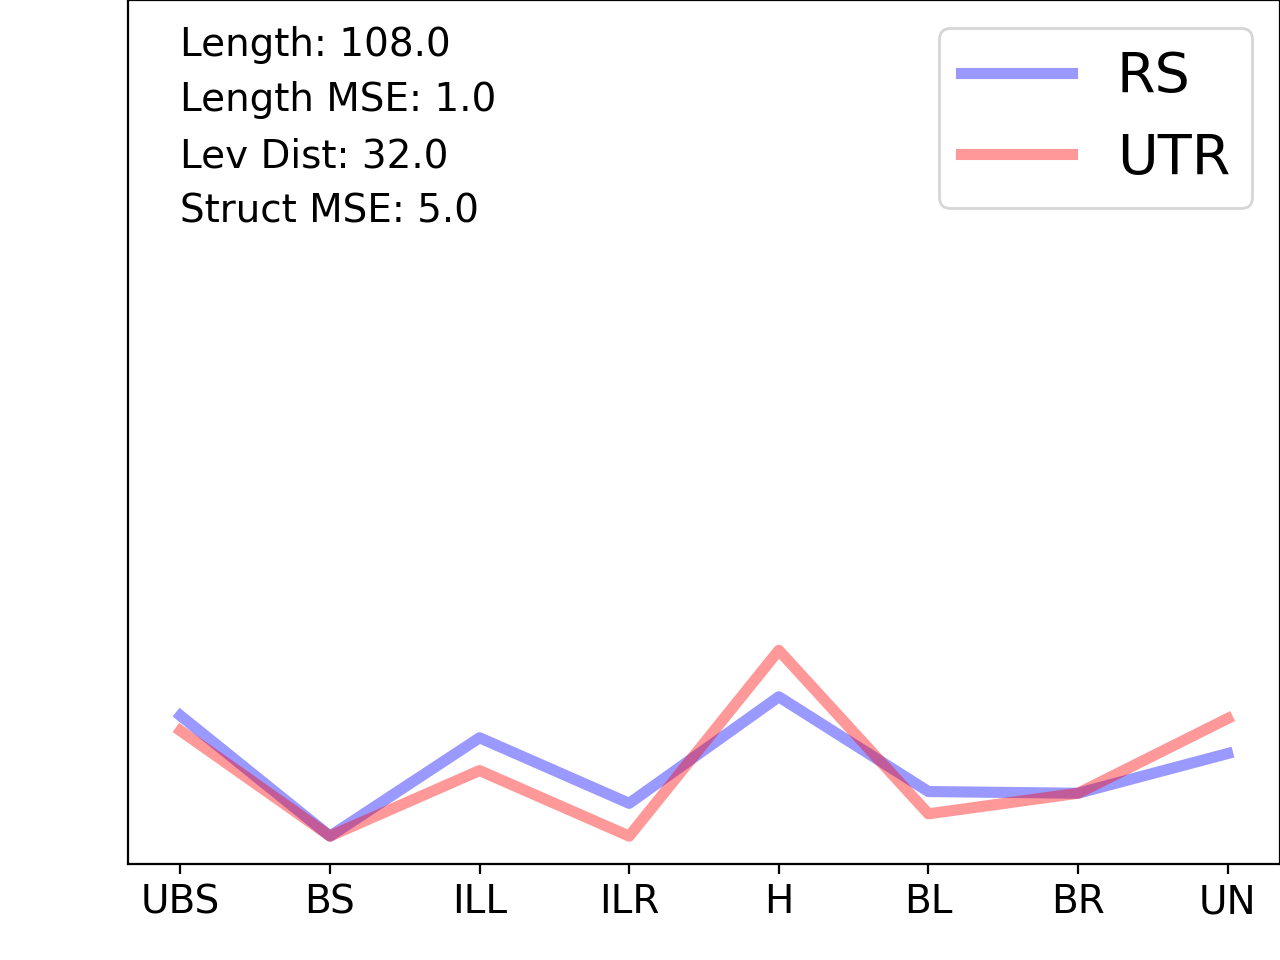 Length: 108.0
Length MSE: 1.0
Lev Dist: 32.0
Struct MSE: 5.0
RS
UTR
UBS BS ILL ILR H BL BR UN